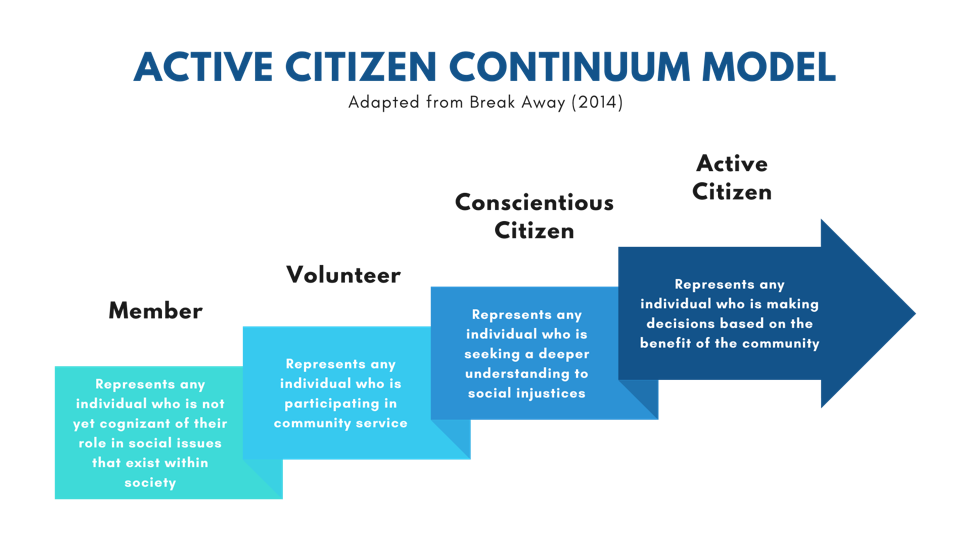 ACTIVE CITIZEN CONTINUUM MODEL
Adapted from Break Away (2014)
Member
Represents any
individual who is not
yet cognizant of their
role in social issues
that exist within
society
Volunteer
Represents any
individual who is
participating in
community service
Conscientious
Citizen
Represents any
individual who is
seeking a deeper
understanding to
social injustices
Active
Citizen
Represents any
individual who is making
decisions based on the
benefit of the community